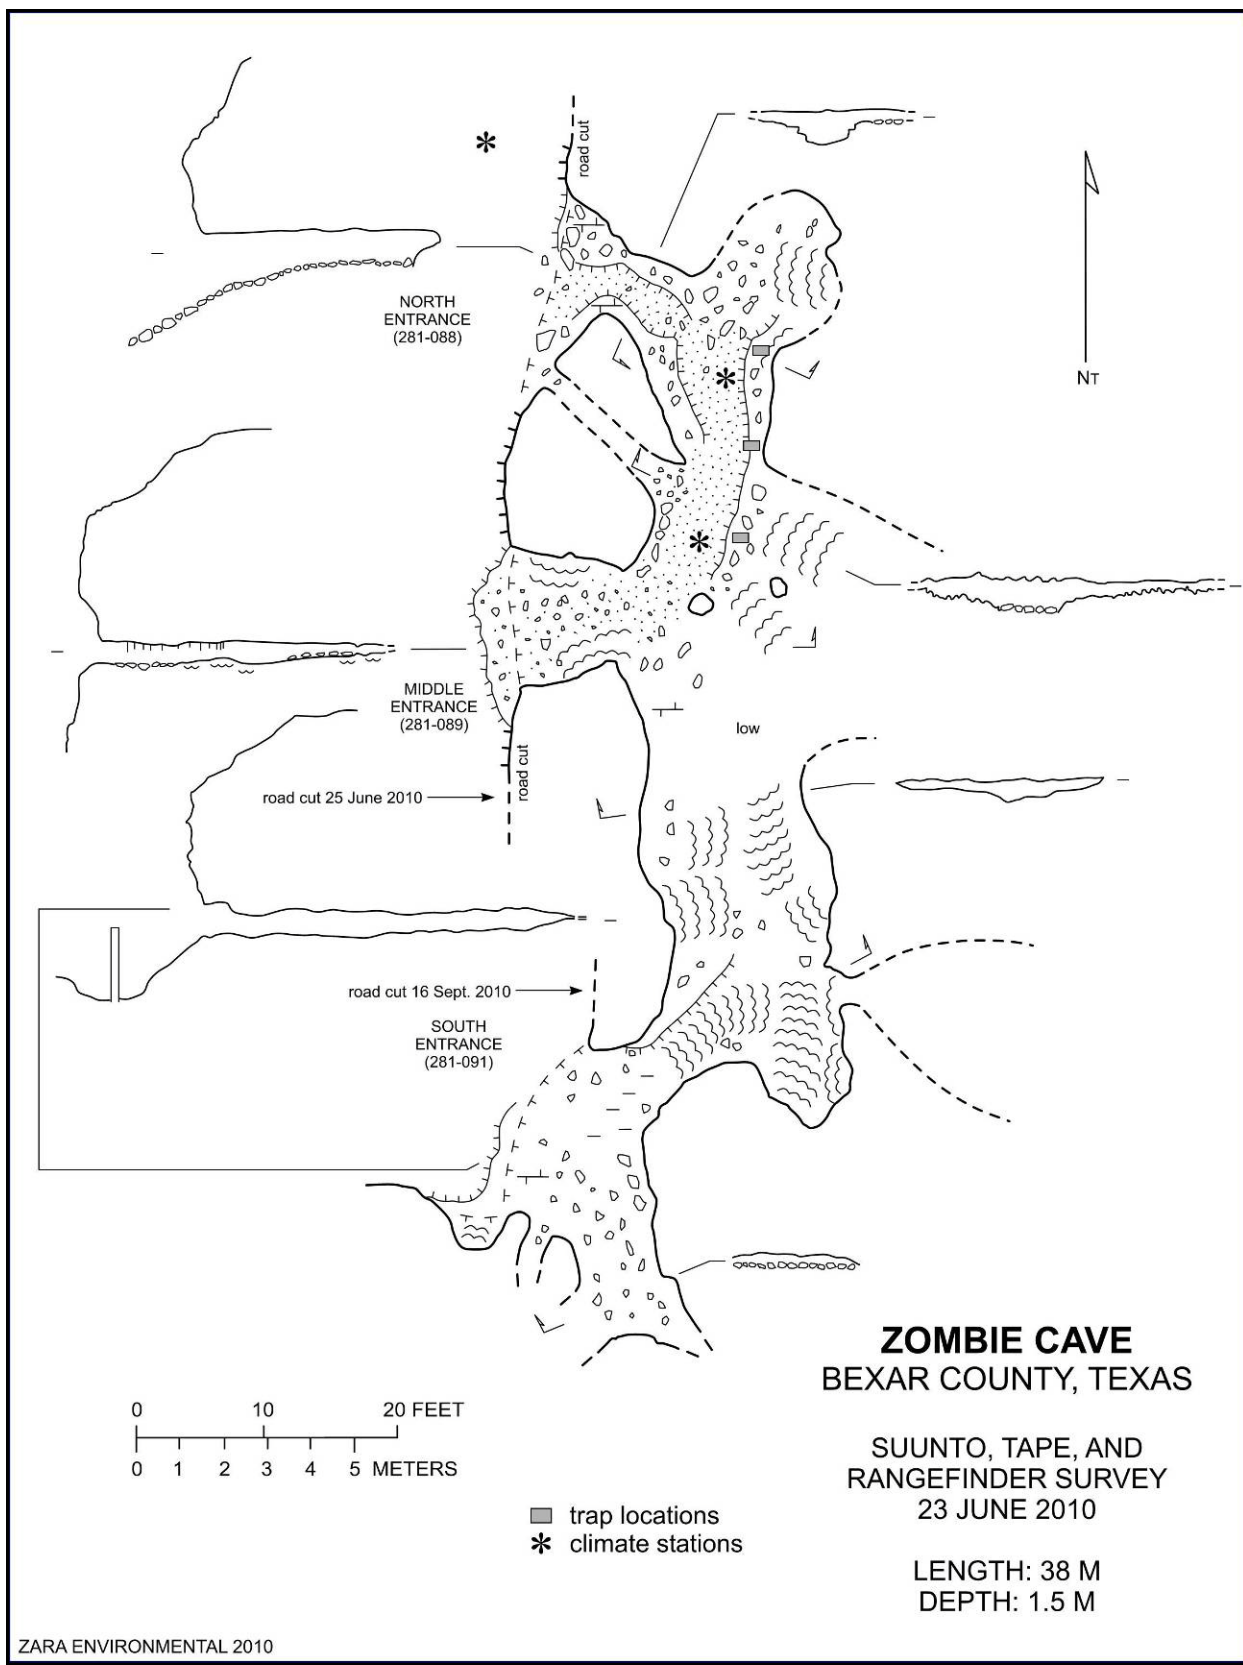 road cut
NORTH
ENTRANCE
(281-088)
NT
MIDDLE
ENTRANCE
(281-089)
low
road cut
road cut 25 June 2010
road cut 16 Sept. 2010
SOUTH
ENTRANCE
(281-091)
ZOMBIE CAVE
BEXAR COUNTY, TEXAS
0 10 20 FEET
0 1 2 3 4 5 METERS
SUUNTO, TAPE, AND
RANGEFINDER SURVEY
23 JUNE 2010
trap locations
climate stations
LENGTH: 38 M
DEPTH: 1.5 M
ZARA ENVIRONMENTAL 2010